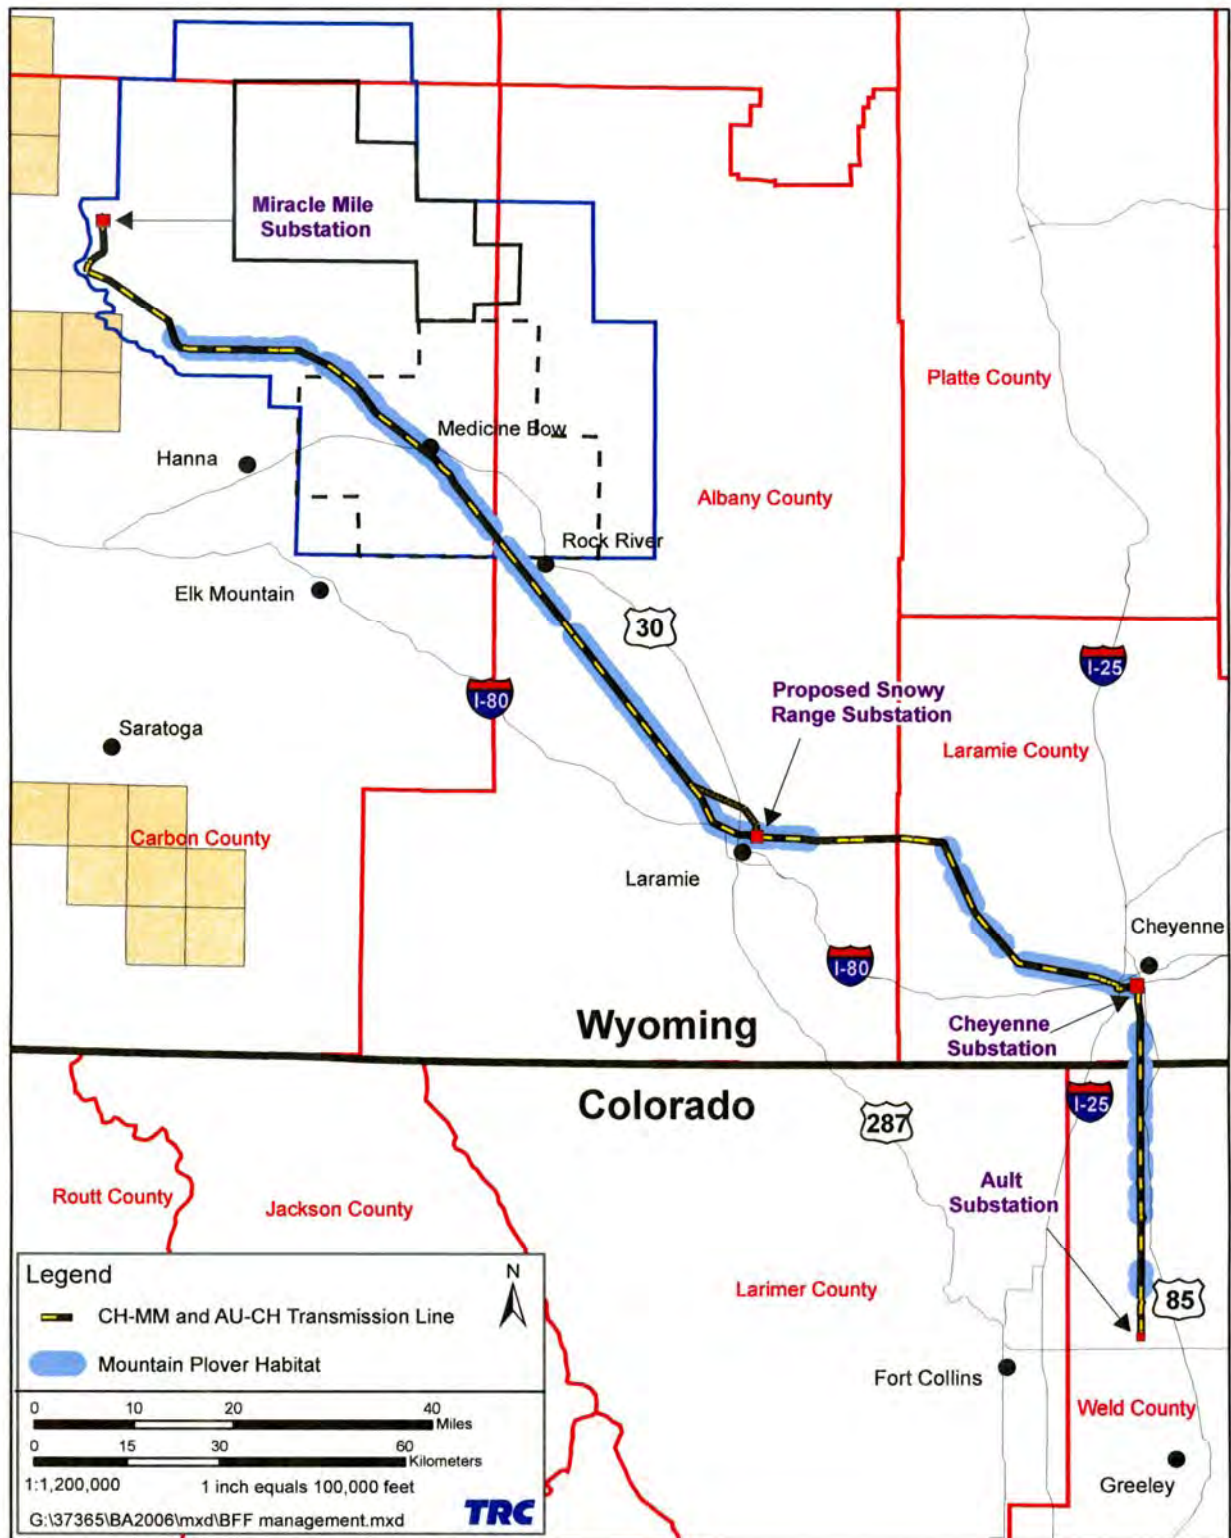 Miracle Mile
Substation
Platte County
Medicine Bow
Hanna
Albany County
Rock River
Elk Mountain
30
I-25
I-80
Proposed Snowy
Range Substation
Saratoga
Laramie County
Carbon County
Laramie
Cheyenne
I-80
Wyoming
Cheyenne
Substation
Colorado
I-25
287
Ault
Substation
Routt County
Jackson County
Larimer County
85
Fort Collins
Weld County
Greeley
Legend
N
CH-MM and AU-CH Transmission Line
Mountain Plover Habitat
0 10 20 40
Miles
0 15 30 60
Kilometers
1:1,200,000 1 inch equals 100,000 feet
G:\37365\BA2006\mxd\BFF management.mxd
TRC